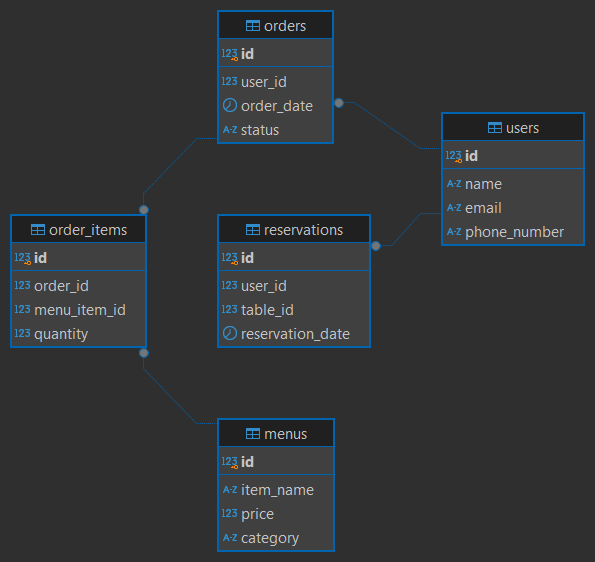 orders
123 id
123 user_id
order_date
A-Z status
users
123 id
A-Z name
A-Z email
A-Z phone_number
order_items
123 id
123 order_id
123 menu_item_id
123 quantity
reservations
123 id
123 user_id
123 table_id
reservation_date
menus
123 id
A-Z item_name
123 price
A-Z category